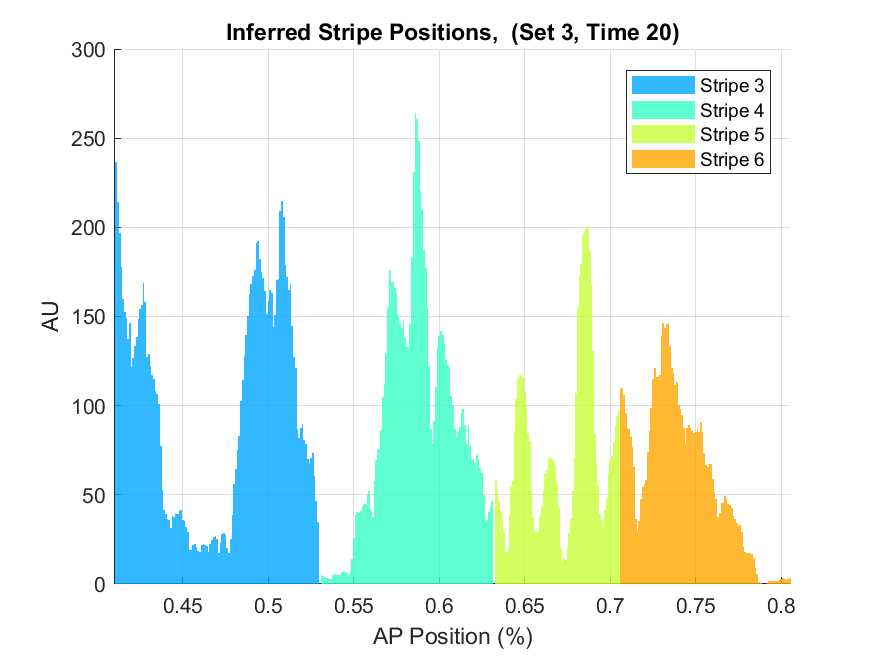 Inferred Stripe Positions,  (Set 3, Time 20)
300
250
200
150
100
50
0
AU
Stripe 3
Stripe 4
Stripe 5
Stripe 6
0.45 0.5 0.55 0.6 0.65 0.7 0.75 0.8
AP Position (%)